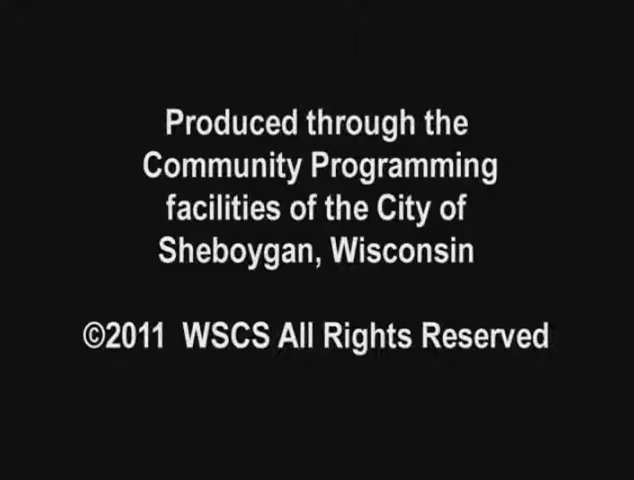 Produced through the
Community Programming
facilities of the City of
Sheboygan, Wisconsin
©2011 WSCS All Rights Reserved